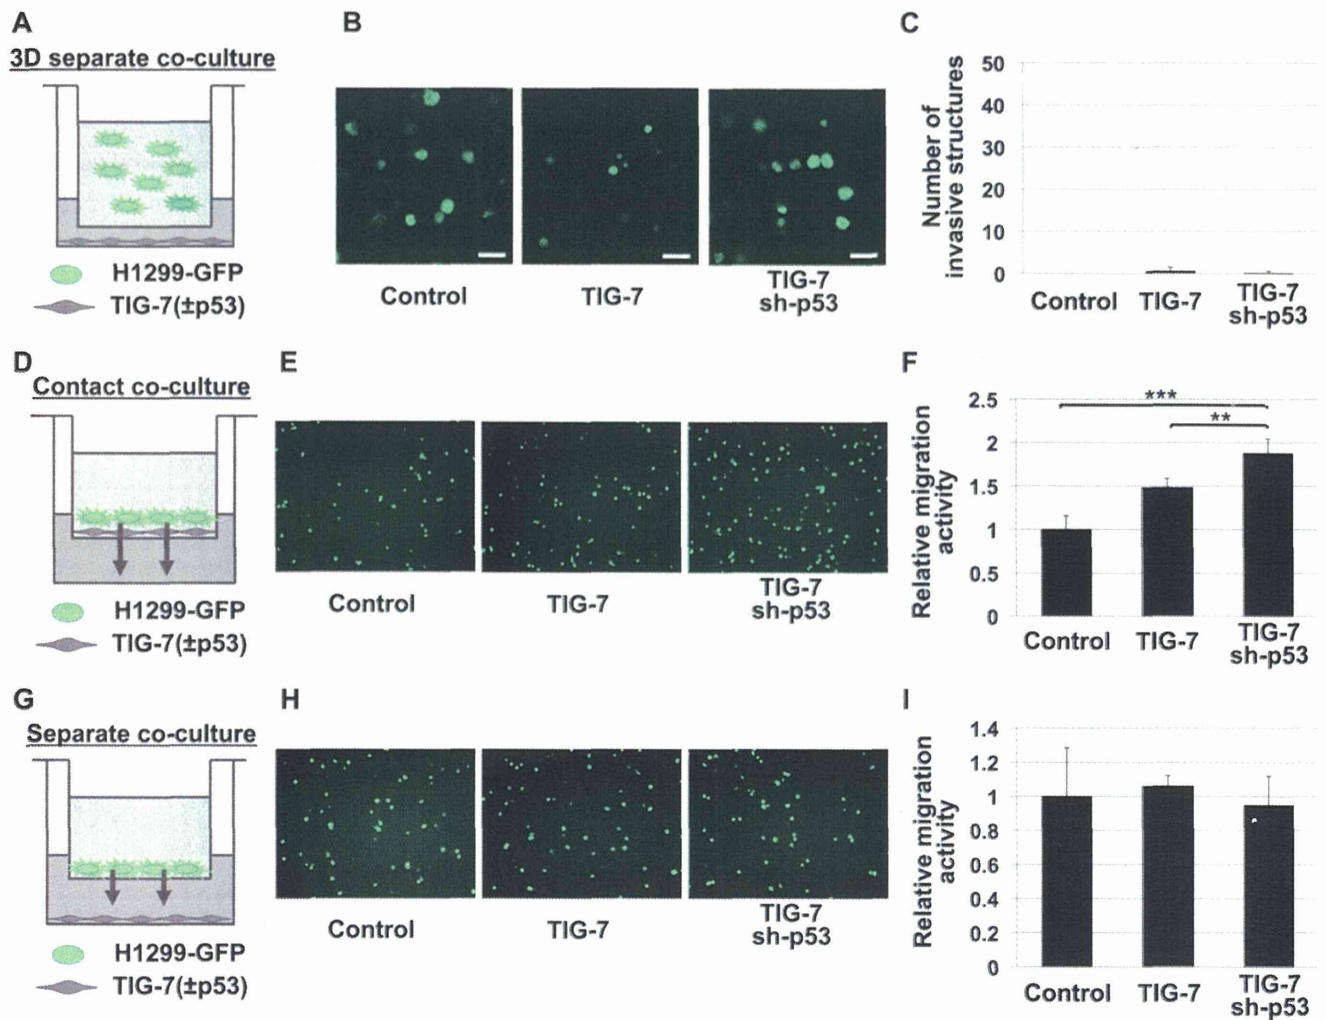 A
3D separate co-culture
H1299-GFP
TIG-7(±p53)
B
Control
TIG-7
TIG-7
sh-p53
C
Number of
invasive structures
50
40
30
20
10
0
Control
TIG-7
TIG-7
sh-p53
D
Contact co-culture
H1299-GFP
TIG-7(±p53)
E
Control
TIG-7
TIG-7
sh-p53
F
Relative migration
activity
2.5
2
1.5
1
0.5
0
***
**
Control
TIG-7
TIG-7
sh-p53
G
Separate co-culture
H1299-GFP
TIG-7(±p53)
H
Control
TIG-7
TIG-7
sh-p53
I
Relative migration
activity
1.4
1.2
1
0.8
0.6
0.4
0.2
0
Control
TIG-7
TIG-7
sh-p53